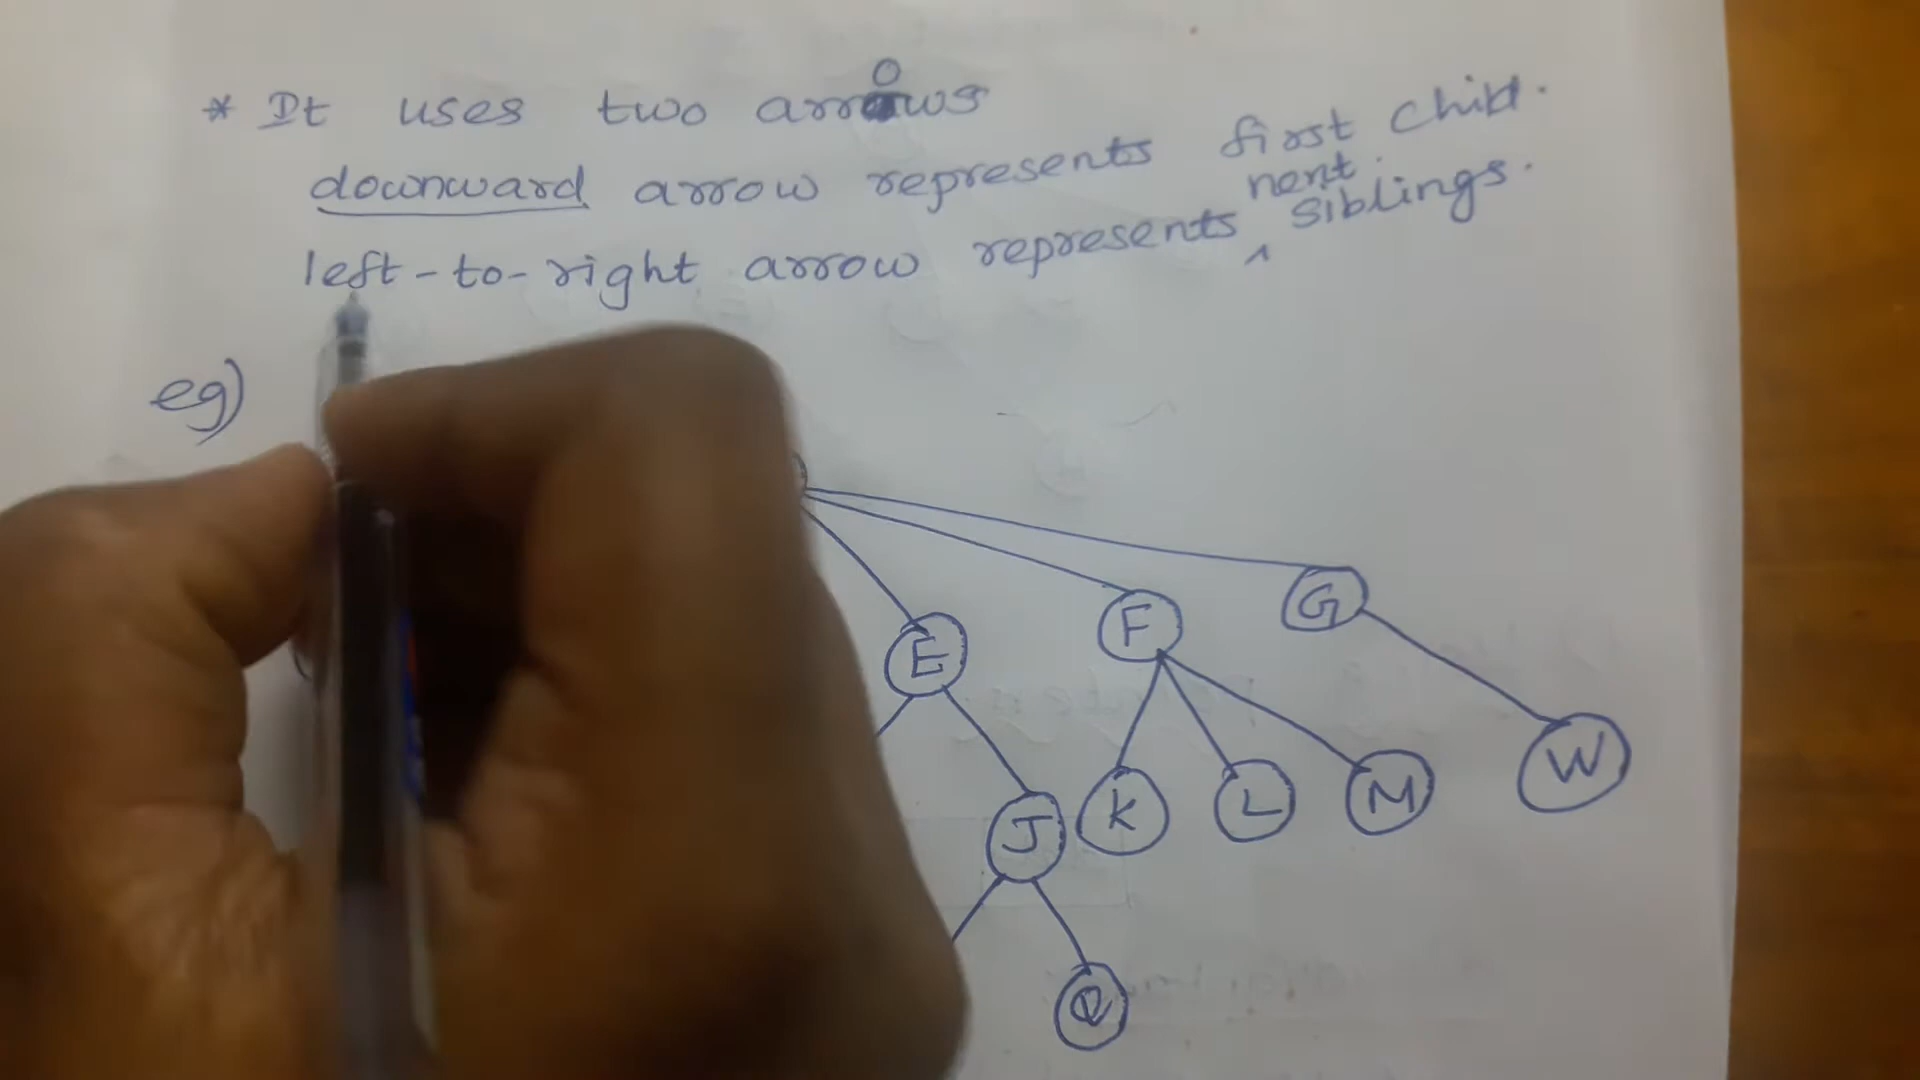 * It uses two arrows
downward arrow represents first child.
left-to-right arrow represents next siblings.
eg)
E
F
G
J
K
L
M
W
Q